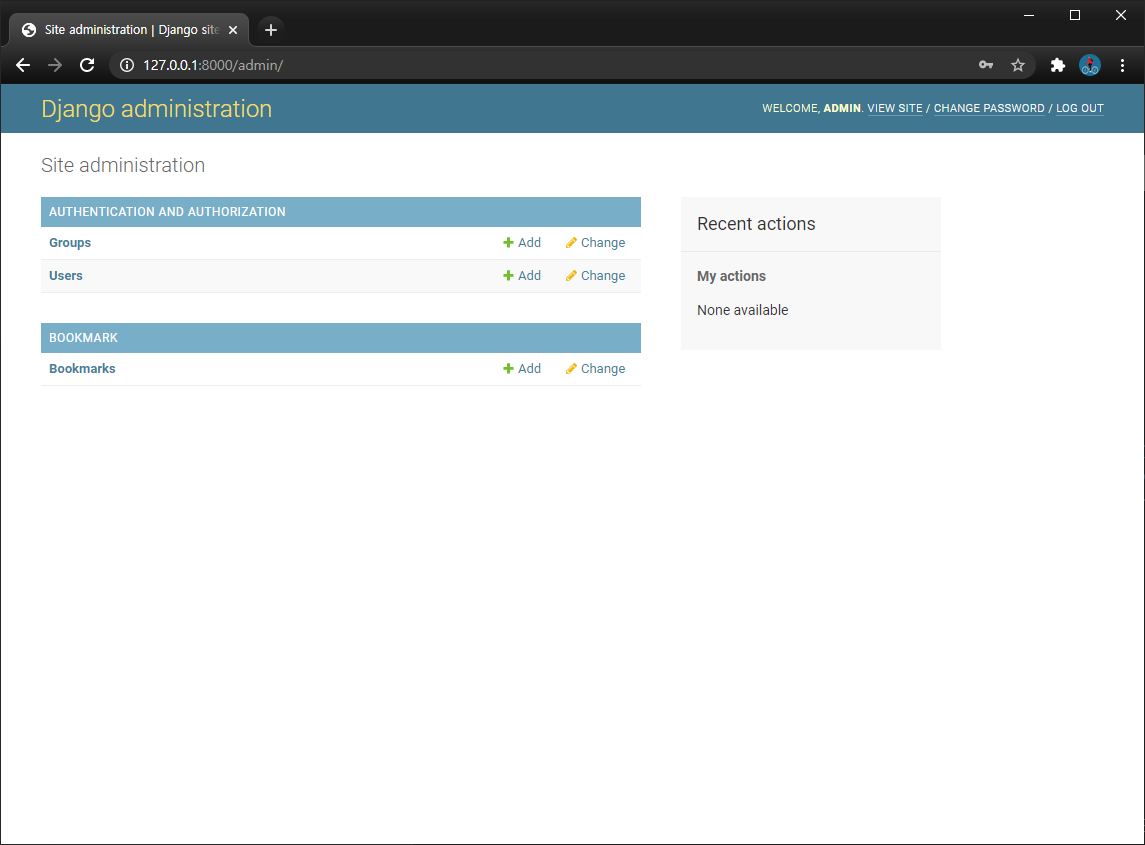 Site administration | Django site
127.0.0.1:8000/admin/
Django administration
WELCOME, ADMIN. VIEW SITE / CHANGE PASSWORD / LOG OUT
Site administration
AUTHENTICATION AND AUTHORIZATION
Groups Add Change
Users Add Change
BOOKMARK
Bookmarks Add Change
Recent actions
My actions
None available